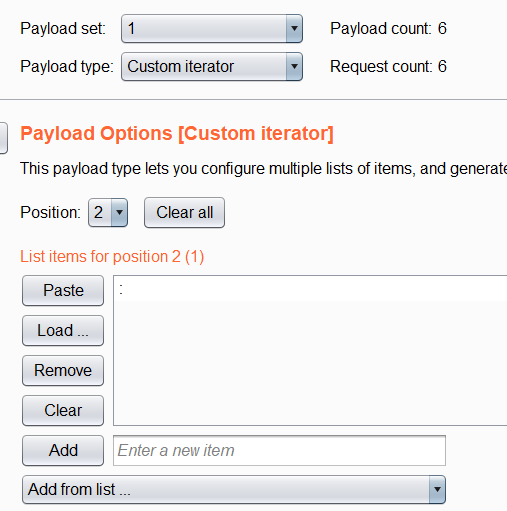 Payload set: 1 Payload count: 6
Payload type: Custom iterator Request count: 6
Payload Options [Custom iterator]
This payload type lets you configure multiple lists of items, and generate
Position: 2 Clear all
List items for position 2 (1)
Paste :
Load ...
Remove
Clear
Add Enter a new item
Add from list ...